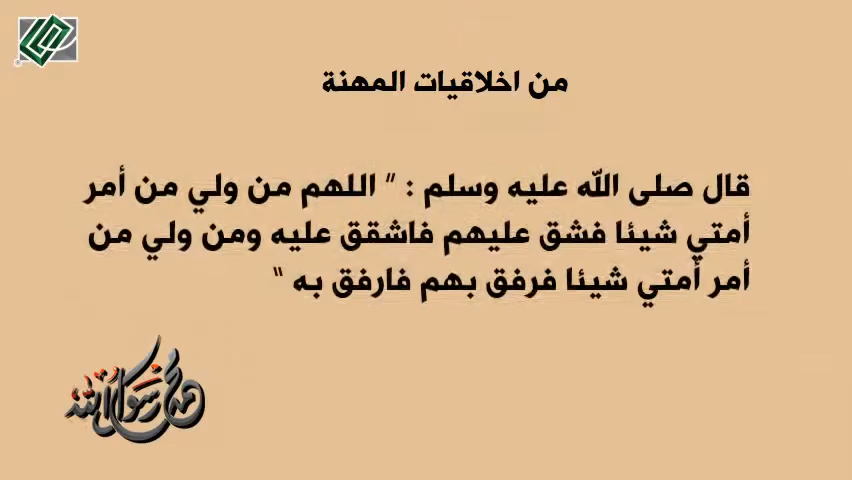 من اخلاقيات المهنة
قال صلى الله عليه وسلم : " اللهم من ولي من أمر
أمتي شيئا فشق عليهم فاشقق عليه ومن ولي من
أمر أمتي شيئا فرفق بهم فارفق به "
محمد رسول الله